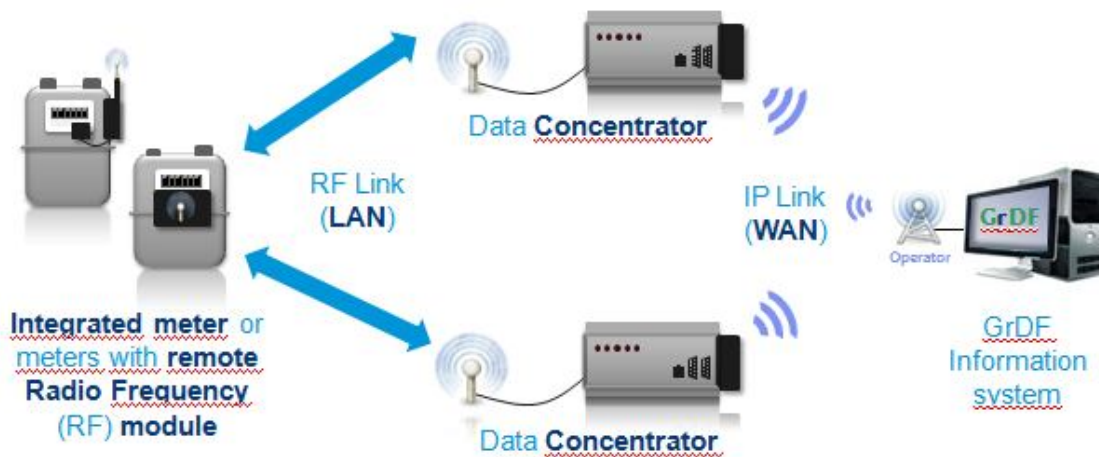 Data Concentrator
RF Link
(LAN)
IP Link
(WAN)
GrDF
Operator
Integrated meter or
meters with remote
Radio Frequency
(RF) module
GrDF
Information
system
Data Concentrator